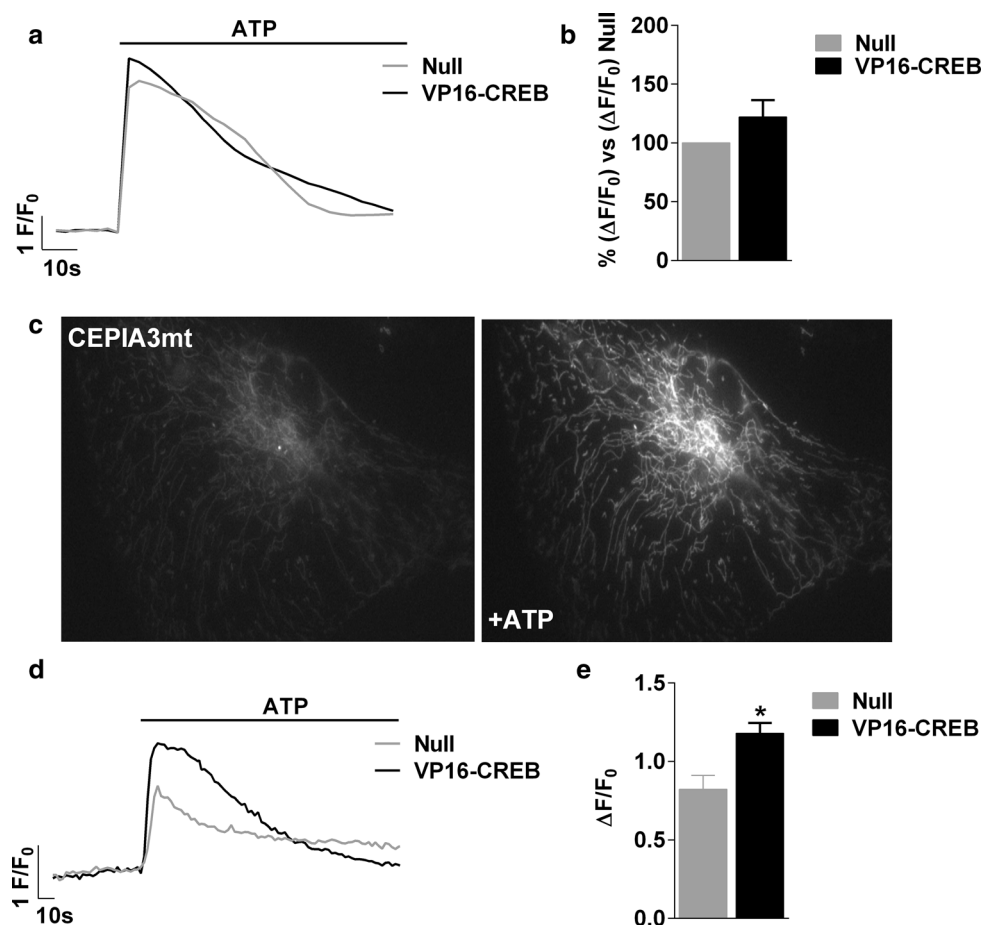 a
ATP
Null
VP16-CREB
1 F/F0
10s
b
% (ΔF/F0) vs (ΔF/F0) Null
200
150
100
50
0
Null
VP16-CREB
c
CEPIA3mt
+ATP
d
ATP
Null
VP16-CREB
1 F/F0
10s
e
ΔF/F0
1.5
1.0
0.5
0.0
*
Null
VP16-CREB